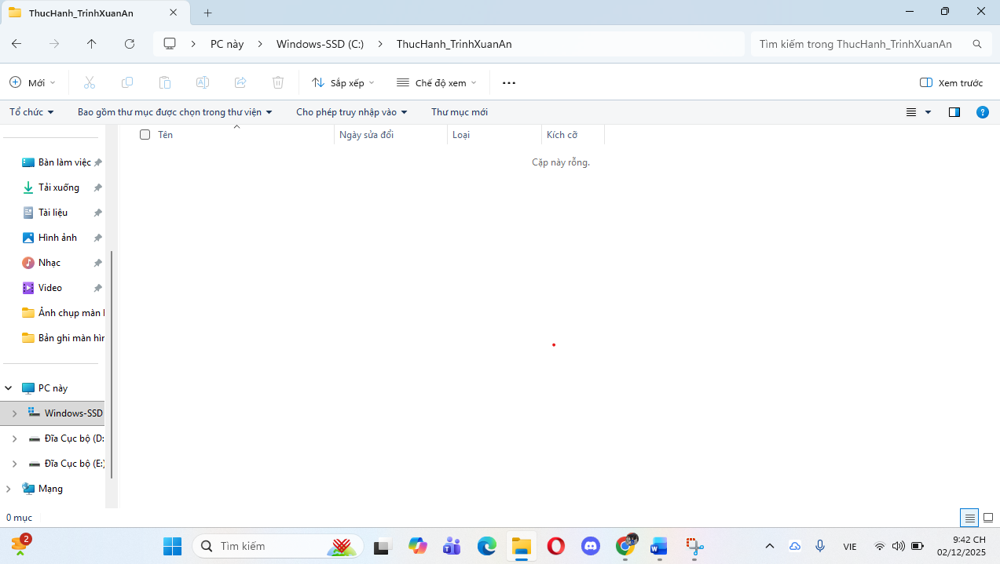 ThucHanh_TrinhXuanAn
PC này > Windows-SSD (C:) > ThucHanh_TrinhXuanAn
Tìm kiếm trong ThucHanh_TrinhXuanAn
Mới
Sắp xếp
Chế độ xem
Xem trước
Tổ chức
Bao gồm thư mục được chọn trong thư viện
Cho phép truy nhập vào
Thư mục mới
Tên
Ngày sửa đổi
Loại
Kích cỡ
Cặp này rỗng.
Bàn làm việc
Tải xuống
Tài liệu
Hình ảnh
Nhạc
Video
Ảnh chụp màn
Bản ghi màn hìn
PC này
Windows-SSD
Đĩa Cục bộ (D:
Đĩa Cục bộ (E:)
Mạng
0 mục
2
Tìm kiếm
VIE
9:42 CH
02/12/2025